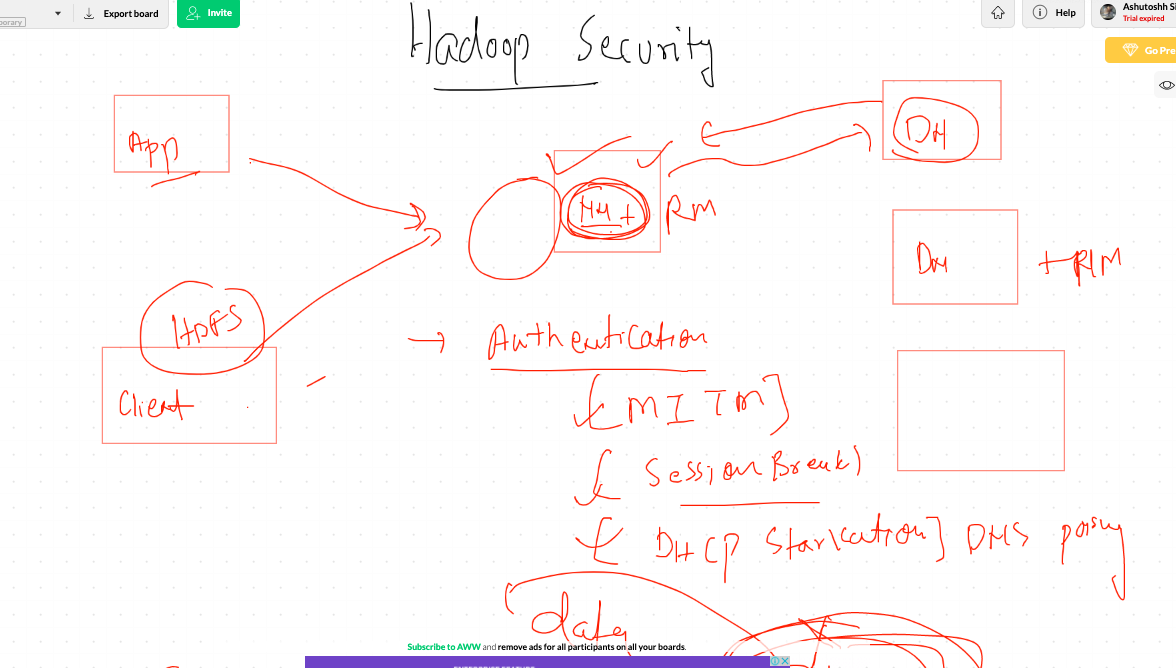 porary)
Export board
Invite
Help
Ashutoshh Si
Trial expired
Go Pre
Hadoop Security
App
NM +
RM
DN
DN
+ RM
HDFS
Client
→ Authentication
[MITM]
Session Break)
DHCP Starvation] DNS
data
Subscribe to AWW and remove ads for all participants on all your boards.